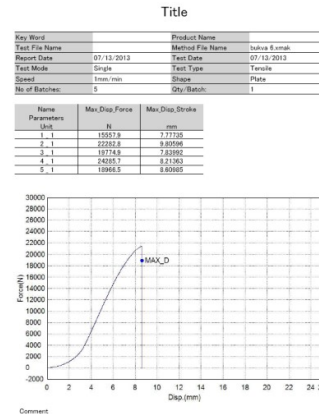 Title
Key Word Product Name
Test File Name Method File Name bukva 8.xmak
Report Date 07/13/2013 Test Date 07/13/2013
Test Mode Single Test Type Tensile
Speed 1mm/min Shape Plate
No of Batches: 5 Qty/Batch: 1
Name Max_Disp_Force Max_Disp_Stroke
Parameters
Unit N mm
1 _ 1 15557.9 7.77735
2 _ 1 22282.8 9.80596
3 _ 1 19774.9 7.83992
4 _ 1 24285.7 8.21363
5 _ 1 18966.5 8.60985
30000
28000
26000
24000
22000
20000
18000
16000
14000
12000
10000
8000
6000
4000
2000
0
-2000
Force(N)
MAX_D
0 2 4 6 8 10 12 14 16 18 20 22 24
Disp.(mm)
Comment